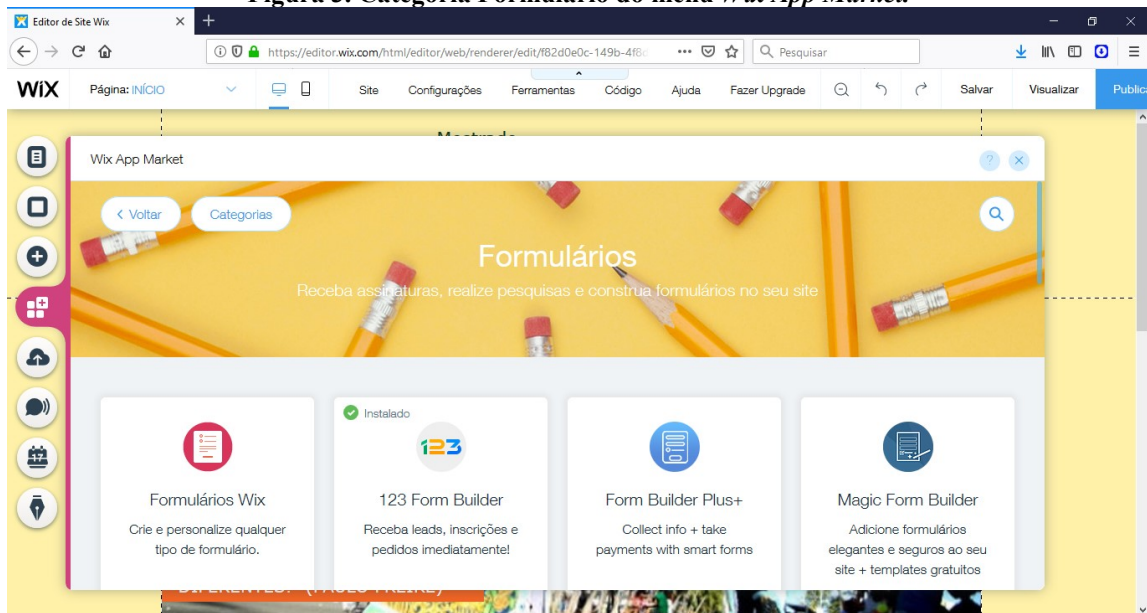 Editor de Site Wix
https://editor.wix.com/html/editor/web/renderer/edit/f82d0e0c-149b-4f8
Pesquisar
WiX
Página: INÍCIO
Site
Configurações
Ferramentas
Código
Ajuda
Fazer Upgrade
Salvar
Visualizar
Public
Wix App Market
?
Voltar
Categorias
Formulários
Receba assinaturas, realize pesquisas e construa formulários no seu site
Formulários Wix
Crie e personalize qualquer
tipo de formulário.
Instalado
123
123 Form Builder
Receba leads, inscrições e
pedidos imediatamente!
Form Builder Plus+
Collect info + take
payments with smart forms
Magic Form Builder
Adicione formulários
elegantes e seguros ao seu
site + templates gratuitos